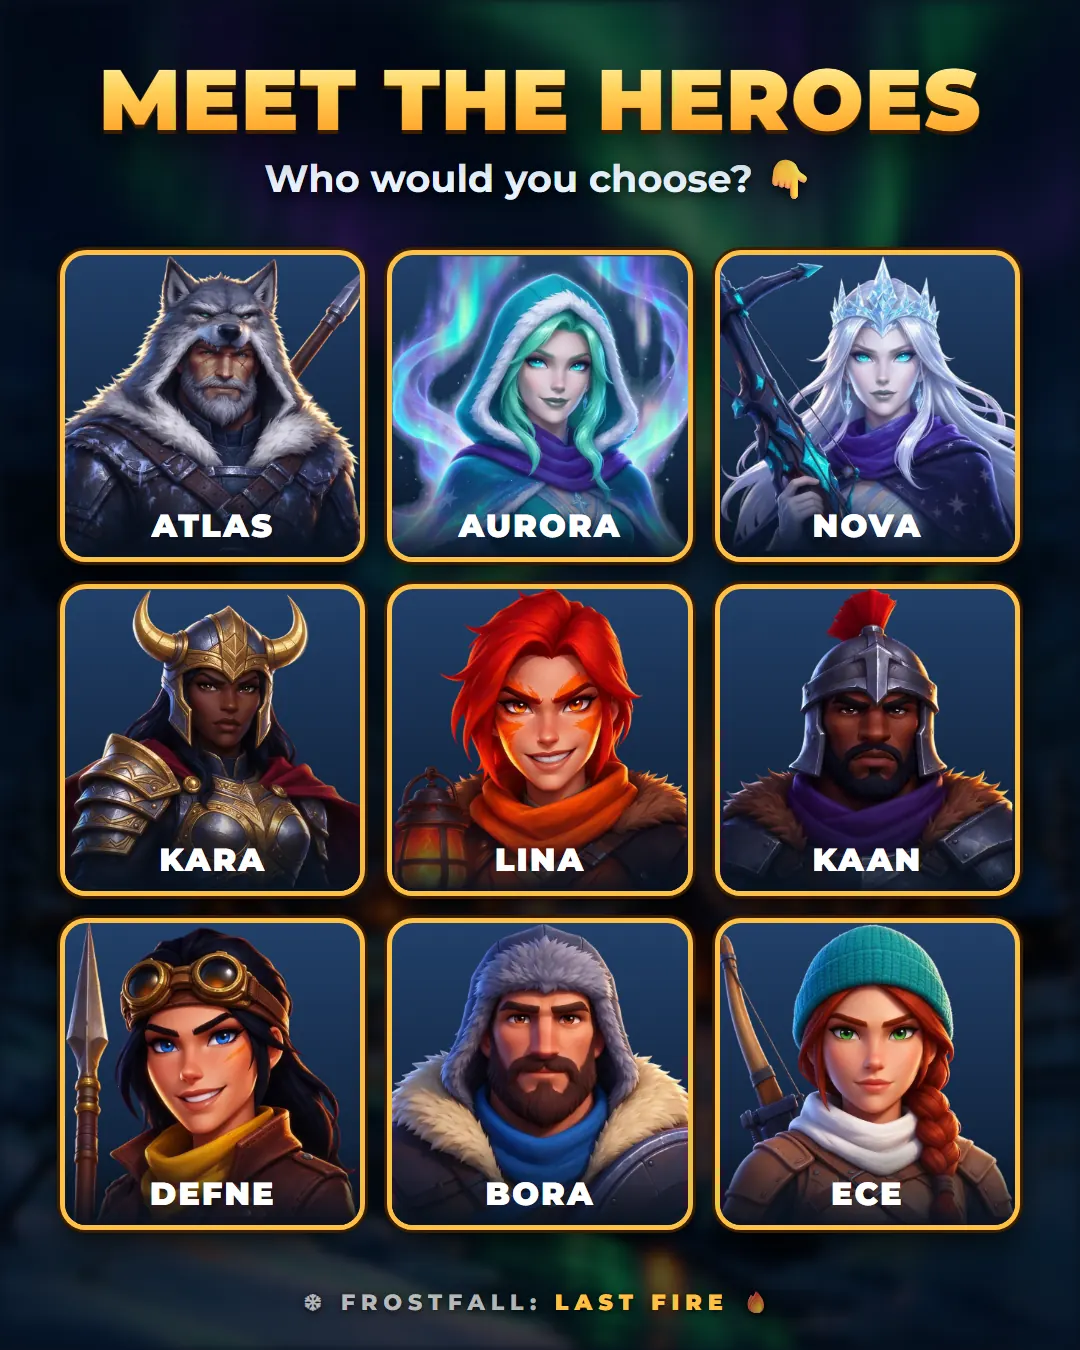 MEET THE HEROES
Who would you choose? 👇
ATLAS
AURORA
NOVA
KARA
LINA
KAAN
DEFNE
BORA
ECE
❄ FROSTFALL: LAST FIRE 🔥